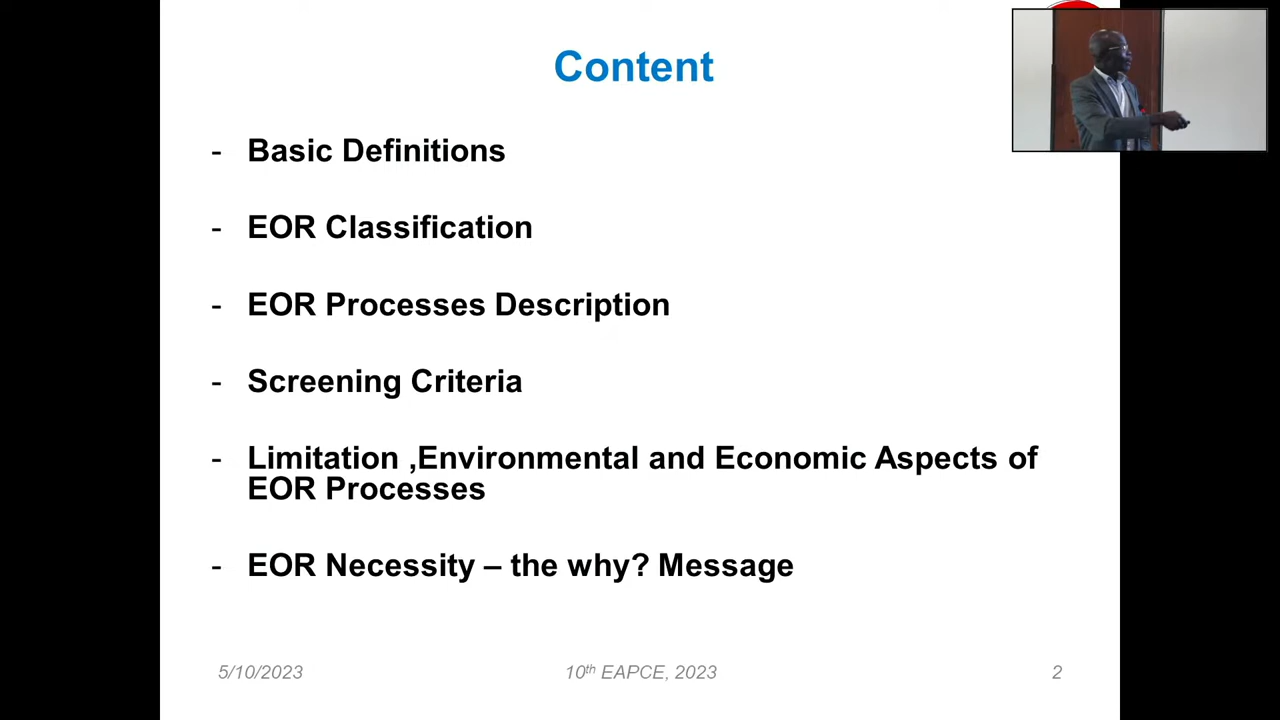 Content
- Basic Definitions
- EOR Classification
- EOR Processes Description
- Screening Criteria
- Limitation ,Environmental and Economic Aspects of
EOR Processes
- EOR Necessity – the why? Message
5/10/2023 10th EAPCE, 2023 2